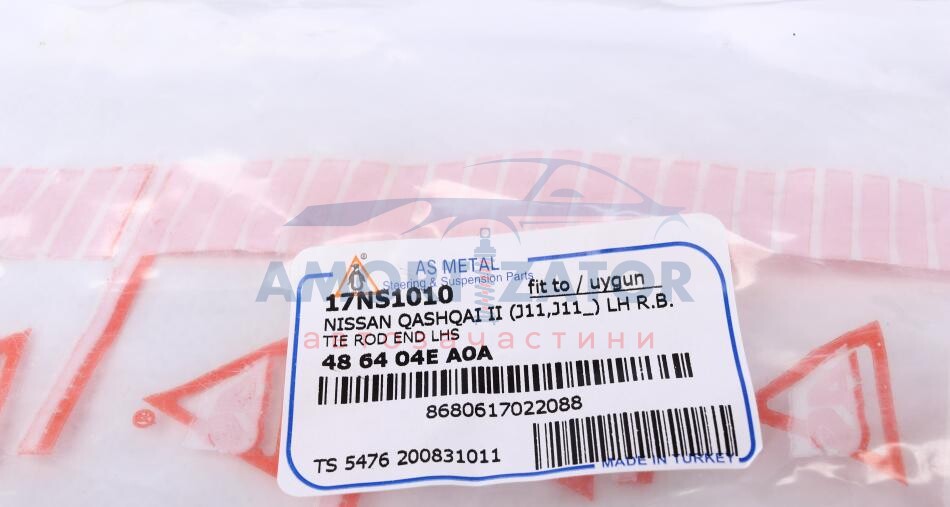 AS METAL
Steering & Suspension Parts
17NS1010
fit to / uygun
NISSAN QASHQAI II (J11,J11_) LH R.B.
TIE ROD END LHS
48 64 04E A0A
8680617022088
TS 5476 200831011
MADE IN TURKEY
AMORTIZATOR
автозапчастини